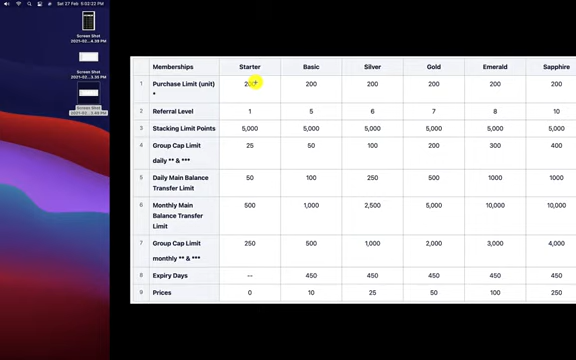 Sat 27 Feb 5:02:22 PM
Screen Shot
Screen Shot
Screen Shot
Memberships Starter Basic Silver Gold Emerald Sapphire
1 Purchase Limit (unit) * 200 200 200 200 200 200
2 Referral Level 1 5 6 7 8 10
3 Stacking Limit Points 5,000 5,000 5,000 5,000 5,000 5,000
4 Group Cap Limit daily ** & *** 25 50 100 200 300 400
5 Daily Main Balance Transfer Limit 50 100 250 500 1000 1000
6 Monthly Main Balance Transfer Limit 500 1,000 2,500 5,000 10,000 10,000
7 Group Cap Limit monthly ** & *** 250 500 1,000 2,000 3,000 4,000
8 Expiry Days -- 450 450 450 450 450
9 Prices 0 10 25 50 100 250